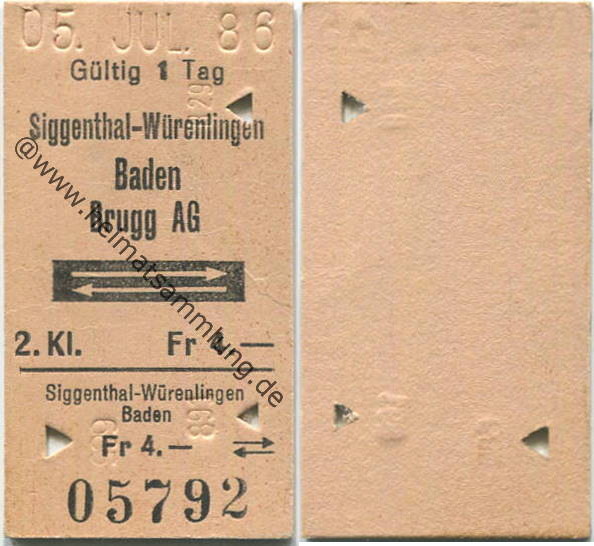 05. JUL. 86
Gültig 1 Tag
Siggenthal-Würenlingen
Baden
Brugg AG
2. Kl. Fr 4.—
Siggenthal-Würenlingen
Baden
Fr 4.—
05792
@www.heimatsammlung.de